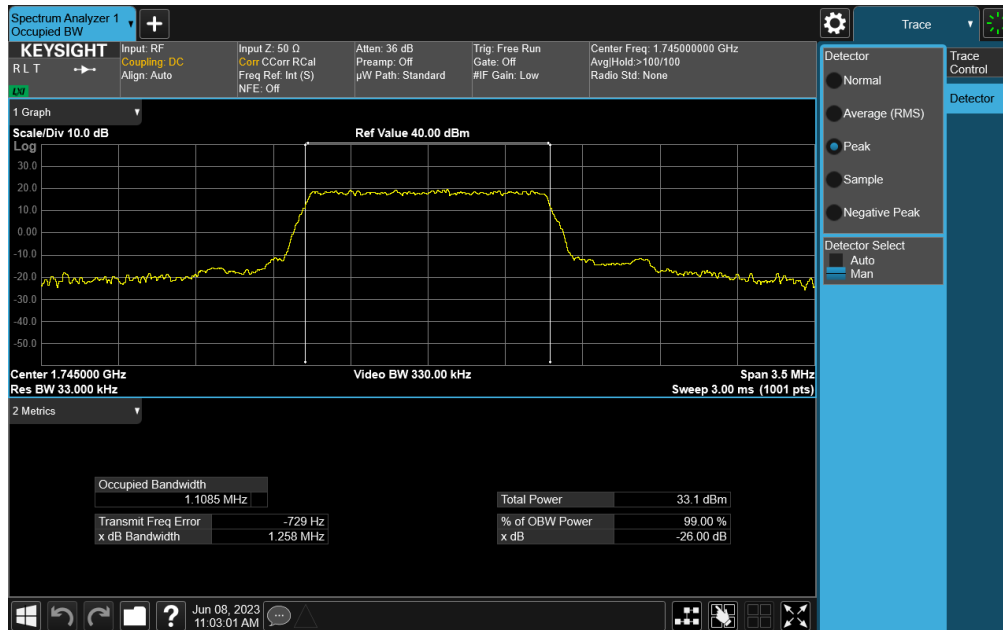 Spectrum Analyzer 1
Occupied BW
Trace
KEYSIGHT
R L T
LXI
Input: RF
Coupling: DC
Align: Auto
Input Z: 50 Ω
Corr CCorr RCal
Freq Ref: Int (S)
NFE: Off
Atten: 36 dB
Preamp: Off
µW Path: Standard
Trig: Free Run
Gate: Off
#IF Gain: Low
Center Freq: 1.745000000 GHz
Avg|Hold:>100/100
Radio Std: None
Detector
Normal
Average (RMS)
Peak
Sample
Negative Peak
Detector Select
Auto
Man
Trace
Control
Detector
1 Graph
Scale/Div 10.0 dB
Ref Value 40.00 dBm
Log
30.0
20.0
10.0
0.00
-10.0
-20.0
-30.0
-40.0
-50.0
Center 1.745000 GHz
Video BW 330.00 kHz
Span 3.5 MHz
Res BW 33.000 kHz
Sweep 3.00 ms (1001 pts)
2 Metrics
Occupied Bandwidth
1.1085 MHz
Total Power 33.1 dBm
Transmit Freq Error -729 Hz
% of OBW Power 99.00 %
x dB Bandwidth 1.258 MHz
x dB -26.00 dB
?
Jun 08, 2023
11:03:01 AM